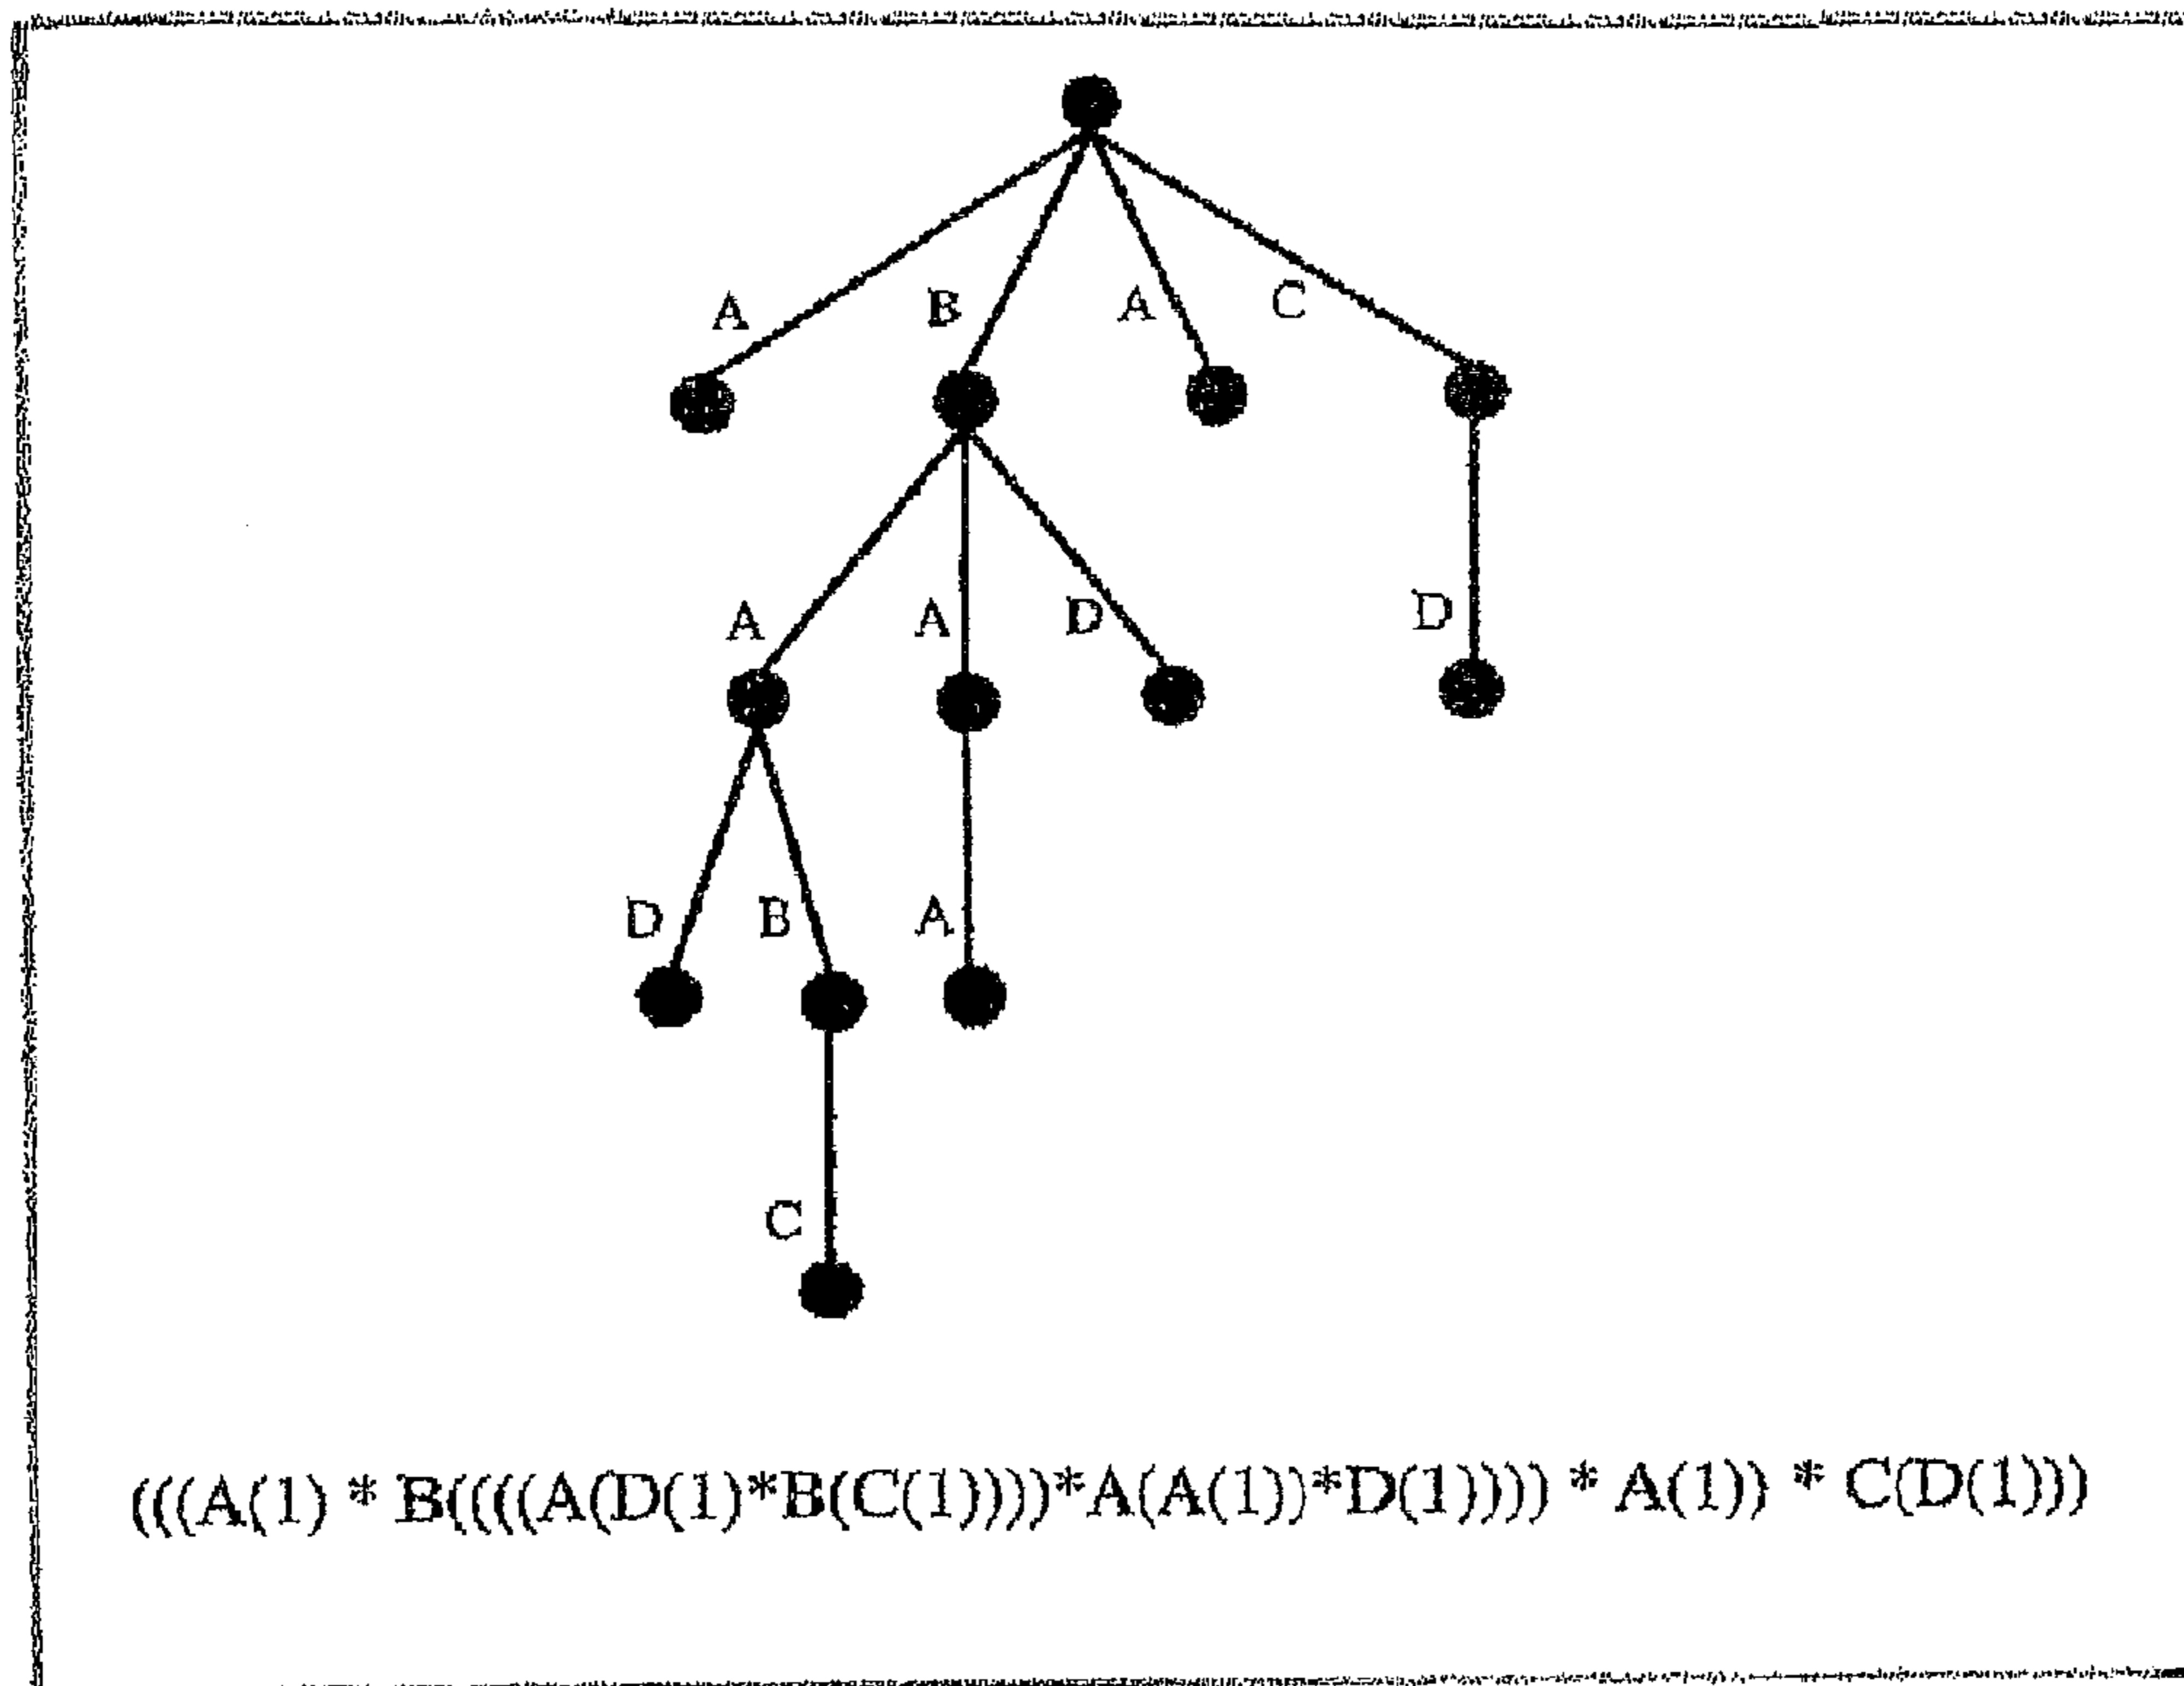 A B A C
A A D D
D B A
C
(((A(1) * B((((A(D(1)*B(C(1))))*A(A(1))*D(1)))) * A(1)) * C(D(1)))